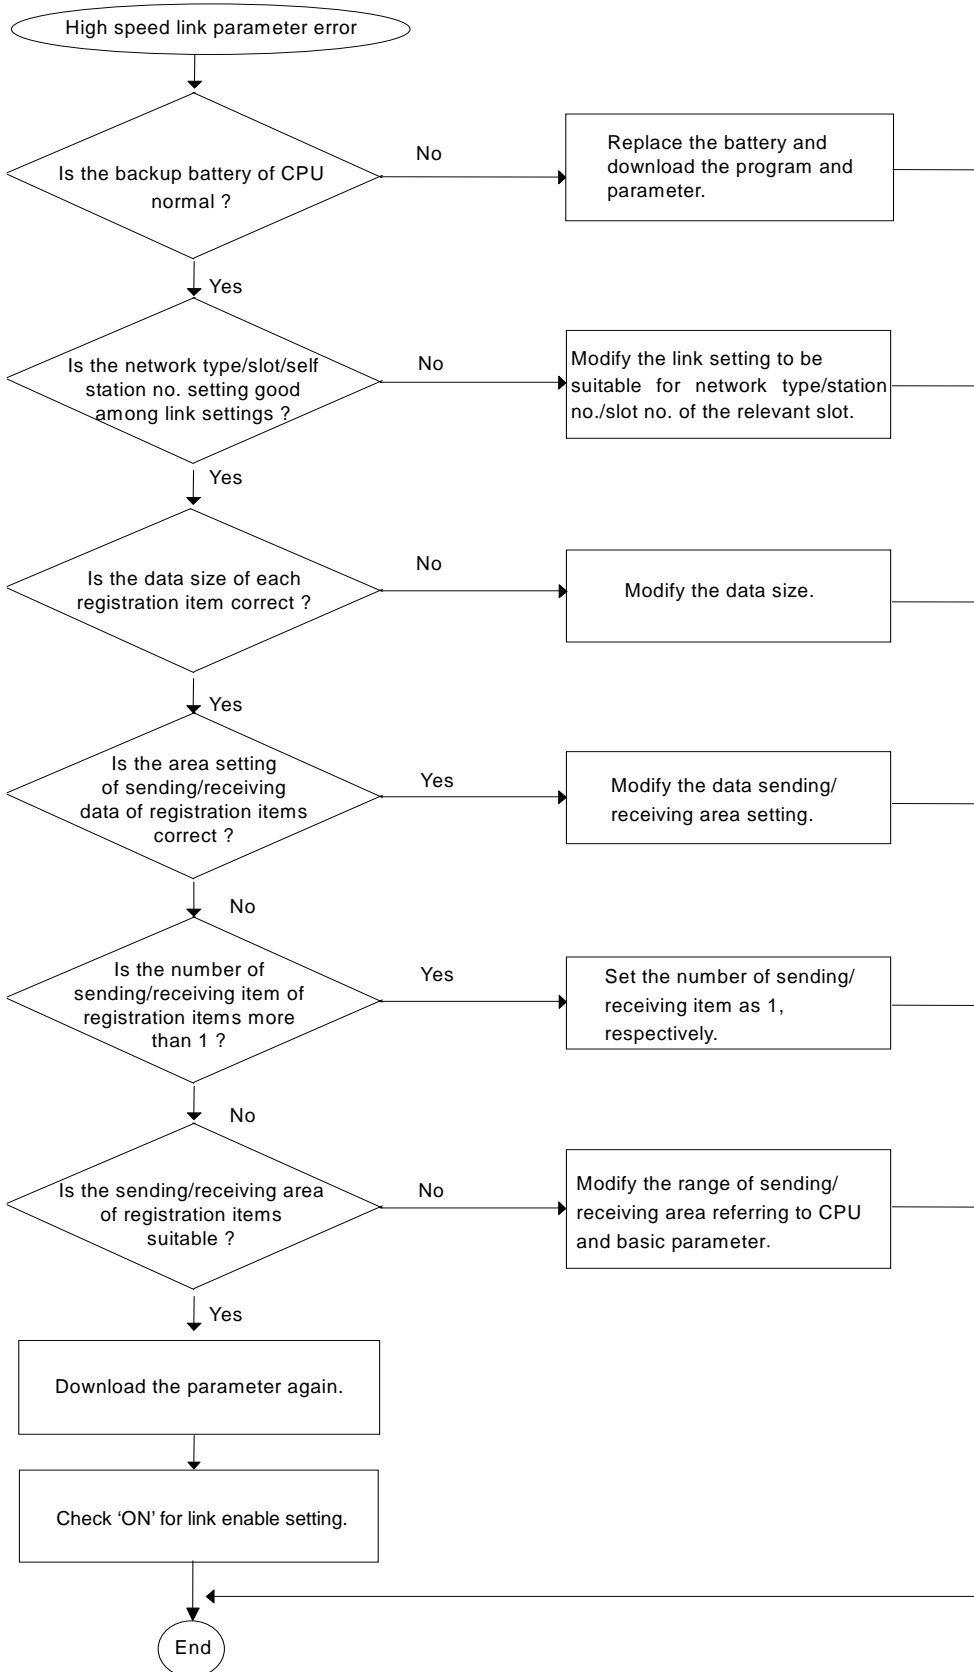 High speed link parameter error
Is the backup battery of CPU
normal ?
No
Replace the battery and
download the program and
parameter.
Yes
Is the network type/slot/self
station no. setting good
among link settings ?
No
Modify the link setting to be
suitable for network type/station
no./slot no. of the relevant slot.
Yes
Is the data size of each
registration item correct ?
No
Modify the data size.
Yes
Is the area setting
of sending/receiving
data of registration items
correct ?
Yes
Modify the data sending/
receiving area setting.
No
Is the number of
sending/receiving item of
registration items more
than 1 ?
Yes
Set the number of sending/
receiving item as 1,
respectively.
No
Is the sending/receiving area
of registration items
suitable ?
No
Modify the range of sending/
receiving area referring to CPU
and basic parameter.
Yes
Download the parameter again.
Check ‘ON’ for link enable setting.
End